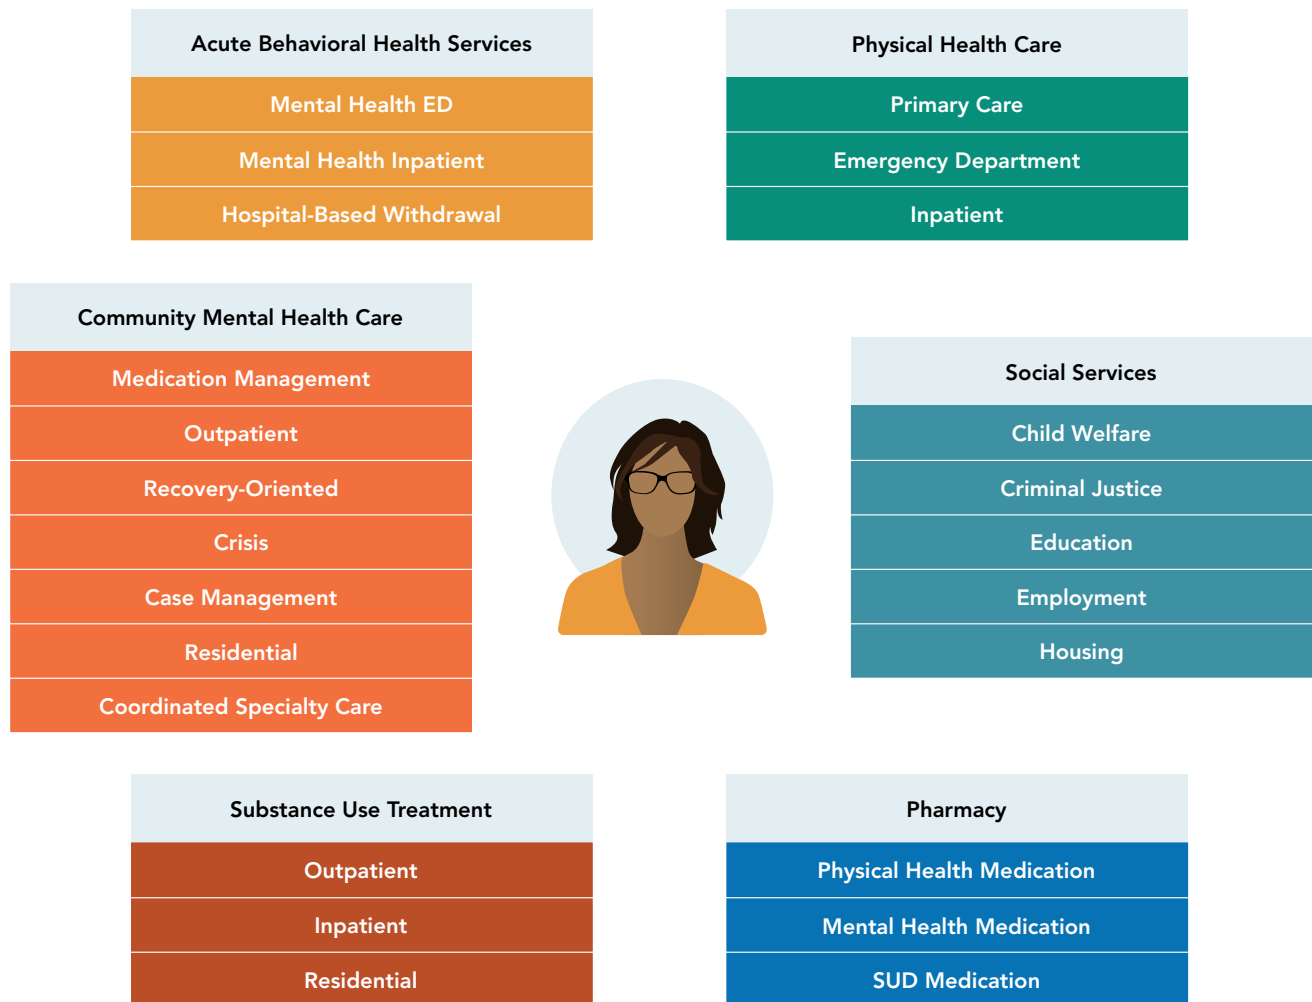 Acute Behavioral Health Services
Mental Health ED
Mental Health Inpatient
Hospital-Based Withdrawal
Physical Health Care
Primary Care
Emergency Department
Inpatient
Community Mental Health Care
Medication Management
Outpatient
Recovery-Oriented
Crisis
Case Management
Residential
Coordinated Specialty Care
Social Services
Child Welfare
Criminal Justice
Education
Employment
Housing
Substance Use Treatment
Outpatient
Inpatient
Residential
Pharmacy
Physical Health Medication
Mental Health Medication
SUD Medication